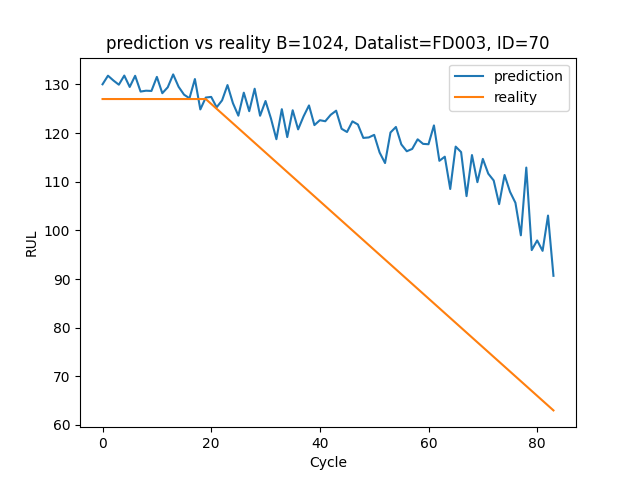 prediction vs reality B=1024, Datalist=FD003, ID=70
prediction
reality
130
120
110
100
90
80
70
60
RUL
0
20
40
60
80
Cycle